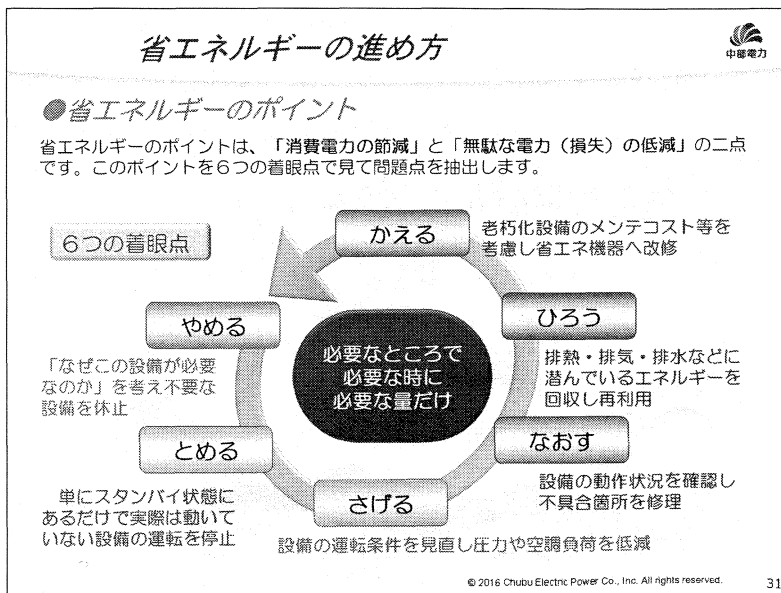 省エネルギーの進め方
中部電力
●省エネルギーのポイント
省エネルギーのポイントは、「消費電力の節減」と「無駄な電力（損失）の低減」の二点
です。このポイントを６つの着眼点で見て問題点を抽出します。
６つの着眼点
かえる
老朽化設備のメンテコスト等を
考慮し省エネ機器へ改修
ひろう
排熱・排気・排水などに
潜んでいるエネルギーを
回収し再利用
なおす
設備の動作状況を確認し
不具合箇所を修理
さげる
設備の運転条件を見直し圧力や空調負荷を低減
とめる
単にスタンバイ状態に
あるだけで実際は動いて
いない設備の運転を停止
やめる
「なぜこの設備が必要
なのか」を考え不要な
設備を休止
必要なところで
必要な時に
必要な量だけ
© 2016 Chubu Electric Power Co., Inc. All rights reserved.
31